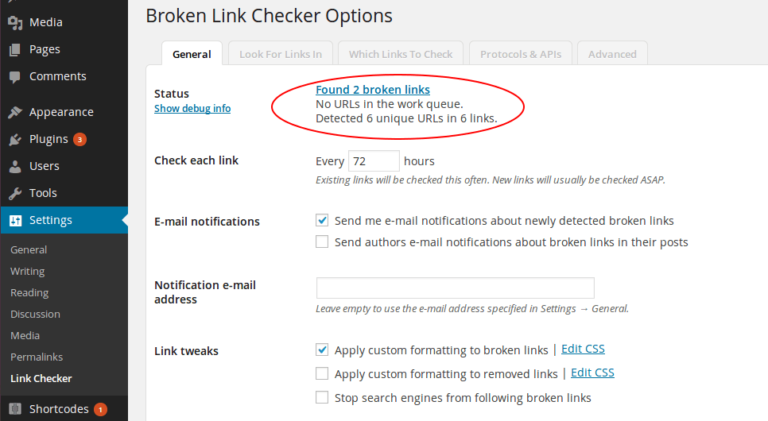 Broken Link Checker Options
Media
Pages
Comments
Appearance
Plugins 3
Users
Tools
Settings
General
Writing
Reading
Discussion
Media
Permalinks
Link Checker
Shortcodes 1
General Look For Links In Which Links To Check Protocols & APIs Advanced
Status
Show debug info
Found 2 broken links
No URLs in the work queue.
Detected 6 unique URLs in 6 links.
Check each link
Every 72 hours
Existing links will be checked this often. New links will usually be checked ASAP.
E-mail notifications
Send me e-mail notifications about newly detected broken links
Send authors e-mail notifications about broken links in their posts
Notification e-mail
address
Leave empty to use the e-mail address specified in Settings → General.
Link tweaks
Apply custom formatting to broken links | Edit CSS
Apply custom formatting to removed links | Edit CSS
Stop search engines from following broken links